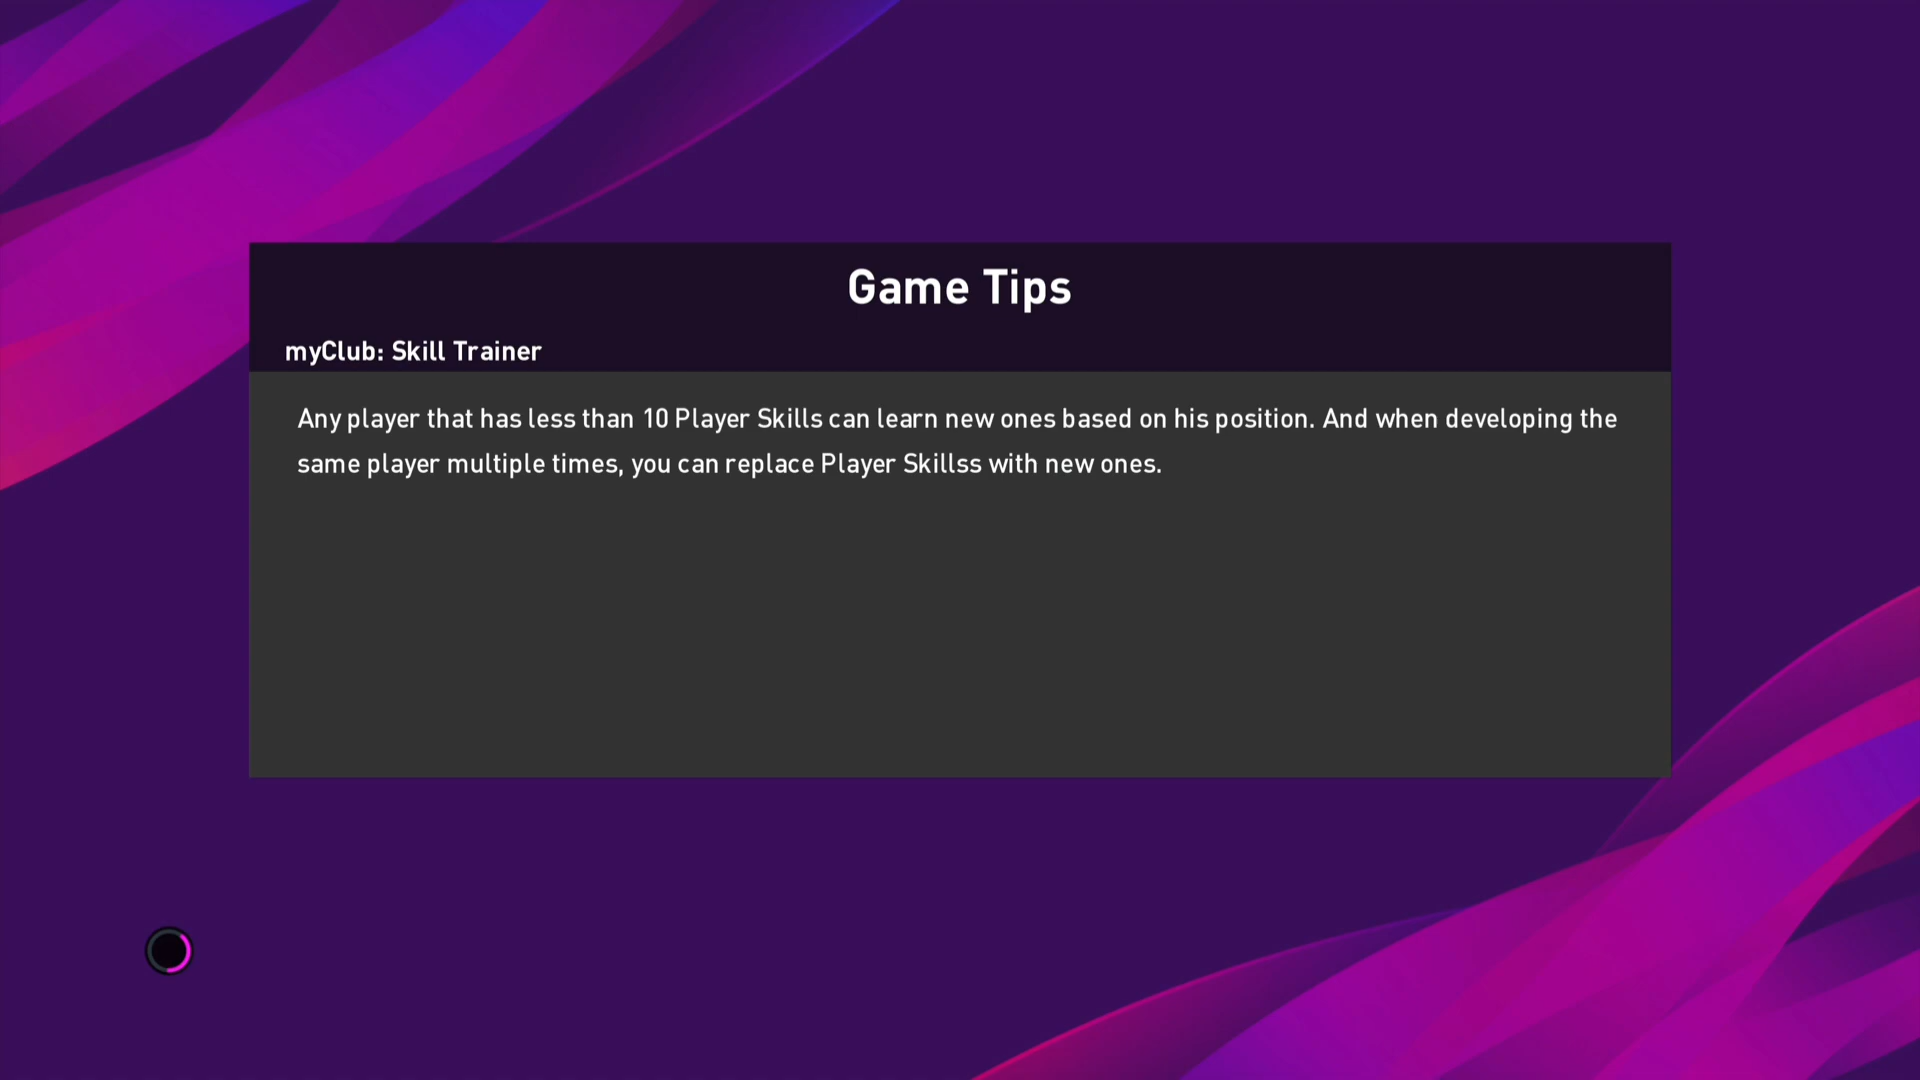 Game Tips
myClub: Skill Trainer
Any player that has less than 10 Player Skills can learn new ones based on his position. And when developing the
same player multiple times, you can replace Player Skillss with new ones.